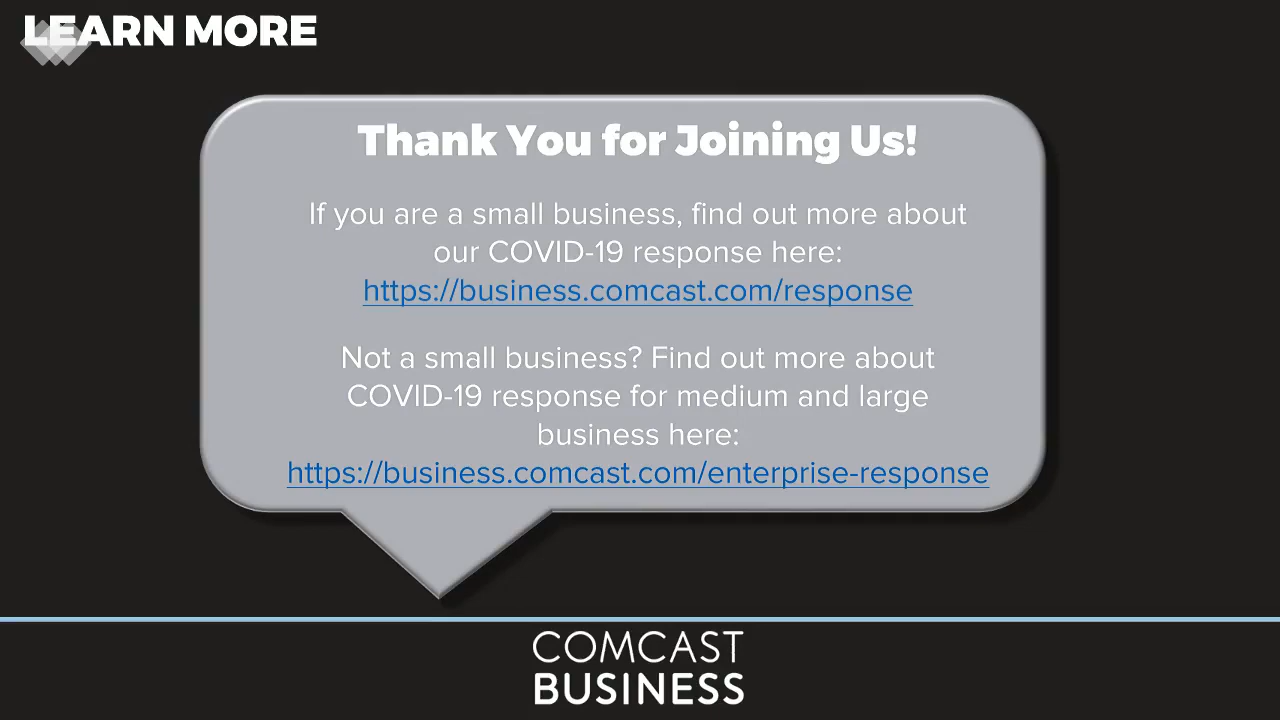 LEARN MORE
Thank You for Joining Us!
If you are a small business, find out more about
our COVID-19 response here:
https://business.comcast.com/response
Not a small business? Find out more about
COVID-19 response for medium and large
business here:
https://business.comcast.com/enterprise-response
COMCAST
BUSINESS